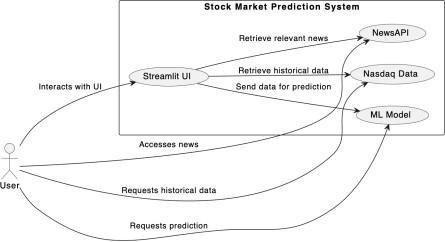 Stock Market Prediction System
Retrieve relevant news
NewsAPI
Interacts with UI
Streamlit UI
Retrieve historical data
Nasdaq Data
Send data for prediction
ML Model
User
Accesses news
Requests historical data
Requests prediction